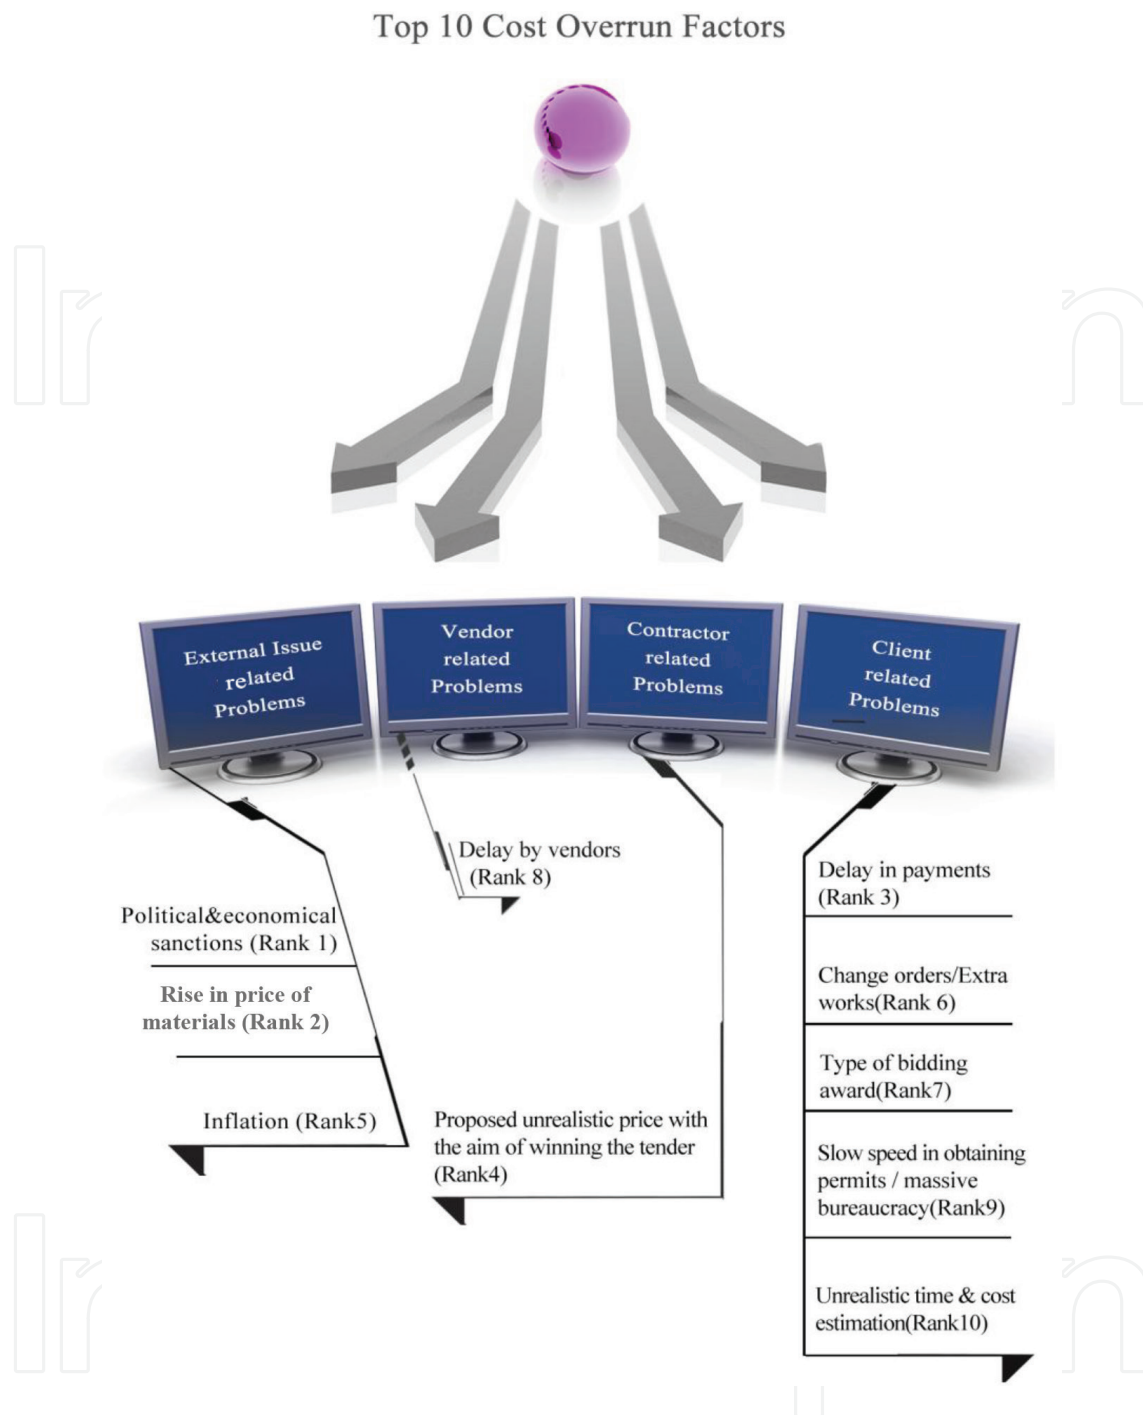 Top 10 Cost Overrun Factors
External Issue
related
Problems
Vendor
related
Problems
Contractor
related
Problems
Client
related
Problems
Political&economical
sanctions (Rank 1)
Rise in price of
materials (Rank 2)
Inflation (Rank5)
Delay by vendors
(Rank 8)
Proposed unrealistic price with
the aim of winning the tender
(Rank4)
Delay in payments
(Rank 3)
Change orders/Extra
works(Rank 6)
Type of bidding
award(Rank7)
Slow speed in obtaining
permits / massive
bureaucracy(Rank9)
Unrealistic time & cost
estimation(Rank10)